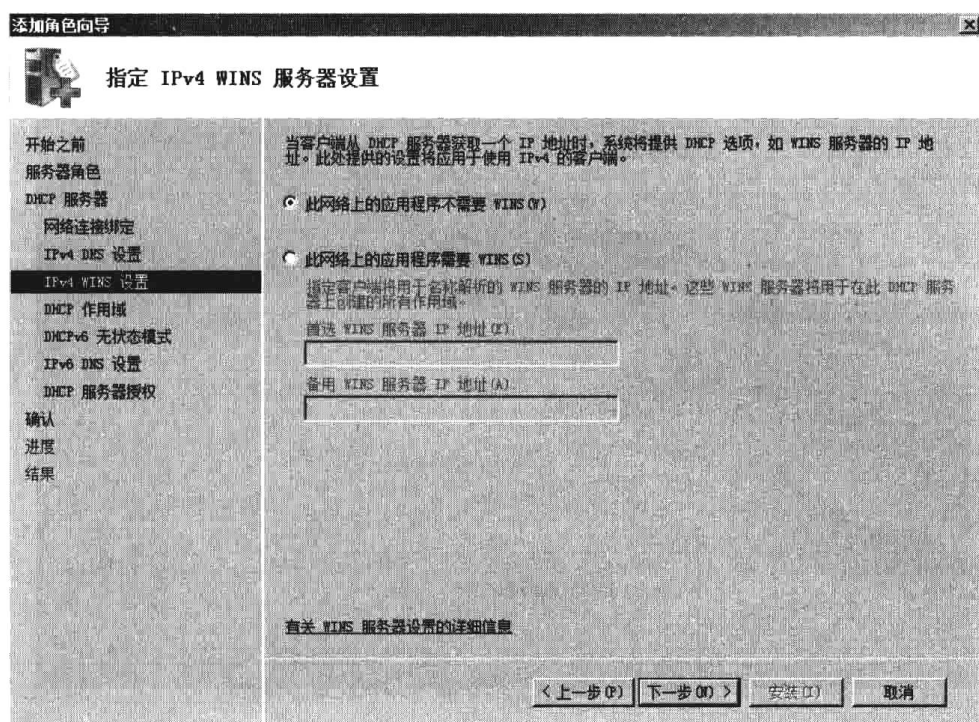 添加角色向导
指定 IPv4 WINS 服务器设置
开始之前
服务器角色
DHCP 服务器
网络连接绑定
IPv4 DNS 设置
IPv4 WINS 设置
DHCP 作用域
DHCPv6 无状态模式
IPv6 DNS 设置
DHCP 服务器授权
确认
进度
结果
当客户端从 DHCP 服务器获取一个 IP 地址时，系统将提供 DHCP 选项，如 WINS 服务器的 IP 地
址。此处提供的设置将应用于使用 IPv4 的客户端。
此网络上的应用程序不需要 WINS(W)
此网络上的应用程序需要 WINS(S)
指定客户端将用于名称解析的 WINS 服务器的 IP 地址。这些 WINS 服务器将用于在此 DHCP 服务
器上创建的所有作用域。
首选 WINS 服务器 IP 地址(E):
备用 WINS 服务器 IP 地址(A):
有关 WINS 服务器设置的详细信息
< 上一步(P)
下一步(N) >
安装(I)
取消